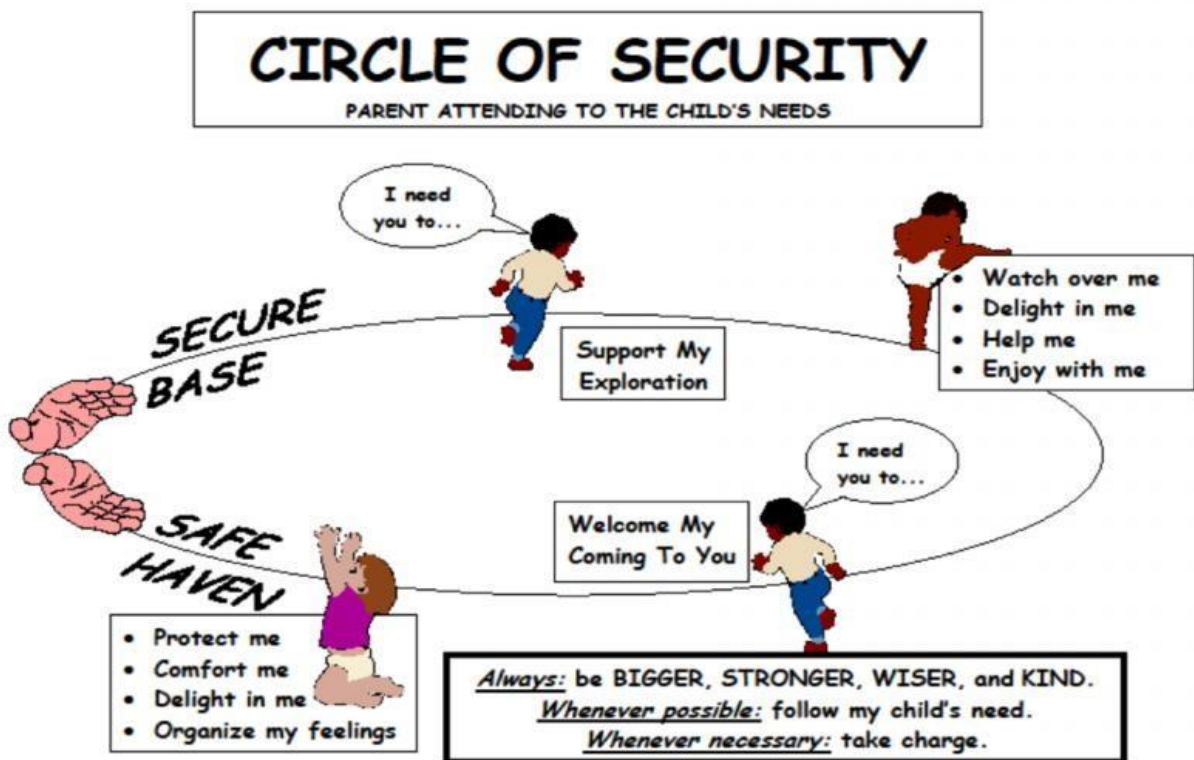 CIRCLE OF SECURITY
PARENT ATTENDING TO THE CHILD'S NEEDS
I need
you to...
SECURE
BASE
Support My
Exploration
• Watch over me
• Delight in me
• Help me
• Enjoy with me
I need
you to...
Welcome My
Coming To You
SAFE
HAVEN
• Protect me
• Comfort me
• Delight in me
• Organize my feelings
Always: be BIGGER, STRONGER, WISER, and KIND.
Whenever possible: follow my child's need.
Whenever necessary: take charge.